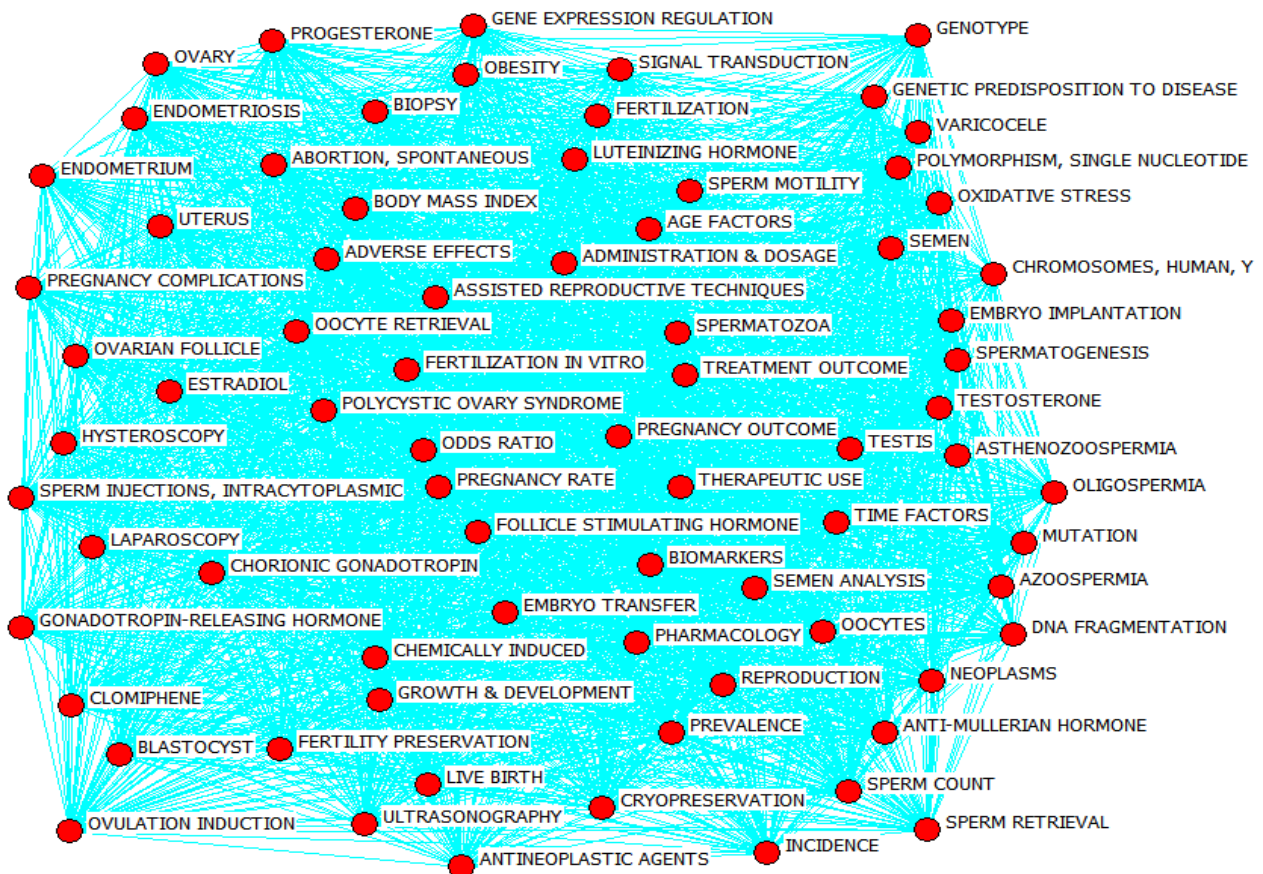 GENE EXPRESSION REGULATION
GENOTYPE
PROGESTERONE
OVARY
OBESITY
SIGNAL TRANSDUCTION
GENETIC PREDISPOSITION TO DISEASE
BIOPSY
FERTILIZATION
ENDOMETRIOSIS
VARICOCELE
ABORTION, SPONTANEOUS
LUTEINIZING HORMONE
POLYMORPHISM, SINGLE NUCLEOTIDE
ENDOMETRIUM
SPERM MOTILITY
OXIDATIVE STRESS
BODY MASS INDEX
UTERUS
AGE FACTORS
SEMEN
ADVERSE EFFECTS
ADMINISTRATION & DOSAGE
CHROMOSOMES, HUMAN, Y
PREGNANCY COMPLICATIONS
ASSISTED REPRODUCTIVE TECHNIQUES
EMBRYO IMPLANTATION
OOCYTE RETRIEVAL
SPERMATOZOA
OVARIAN FOLLICLE
SPERMATOGENESIS
FERTILIZATION IN VITRO
TREATMENT OUTCOME
ESTRADIOL
POLYCYSTIC OVARY SYNDROME
TESTOSTERONE
HYSTEROSCOPY
ODDS RATIO
PREGNANCY OUTCOME
TESTIS
ASTHENOZOOSPERMIA
SPERM INJECTIONS, INTRACYTOPLASMIC
PREGNANCY RATE
THERAPEUTIC USE
OLIGOSPERMIA
FOLLICLE STIMULATING HORMONE
TIME FACTORS
MUTATION
LAPAROSCOPY
CHORIONIC GONADOTROPIN
BIOMARKERS
SEMEN ANALYSIS
AZOOSPERMIA
GONADOTROPIN-RELEASING HORMONE
EMBRYO TRANSFER
PHARMACOLOGY
OOCYTES
DNA FRAGMENTATION
CHEMICALLY INDUCED
REPRODUCTION
NEOPLASMS
CLOMIPHENE
GROWTH & DEVELOPMENT
PREVALENCE
ANTI-MULLERIAN HORMONE
BLASTOCYST
FERTILITY PRESERVATION
LIVE BIRTH
SPERM COUNT
CRYOPRESERVATION
OVULATION INDUCTION
ULTRASONOGRAPHY
SPERM RETRIEVAL
ANTINEOPLASTIC AGENTS
INCIDENCE